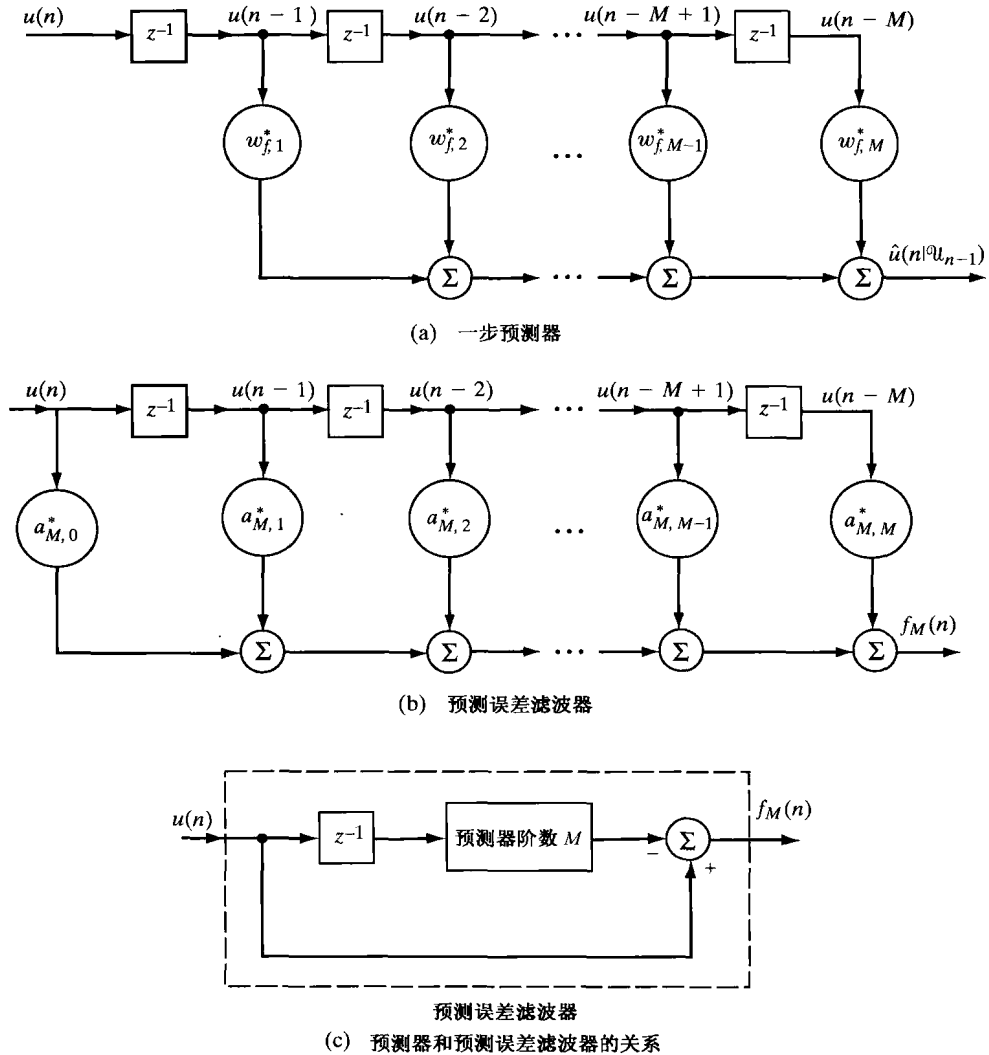 u(n) u(n − 1) u(n − 2) u(n − M + 1) u(n − M)
z⁻¹ z⁻¹ ··· z⁻¹
w*_{f,1} w*_{f,2} ··· w*_{f,M−1} w*_{f,M}
Σ ··· Σ Σ û(n|𝒰_{n−1})
(a) 一步预测器
u(n) u(n − 1) u(n − 2) u(n − M + 1) u(n − M)
z⁻¹ z⁻¹ ··· z⁻¹
a*_{M,0} a*_{M,1} a*_{M,2} ··· a*_{M,M−1} a*_{M,M}
Σ Σ ··· Σ Σ f_M(n)
(b) 预测误差滤波器
u(n) z⁻¹ 预测器阶数 M − Σ + f_M(n)
预测误差滤波器
(c) 预测器和预测误差滤波器的关系